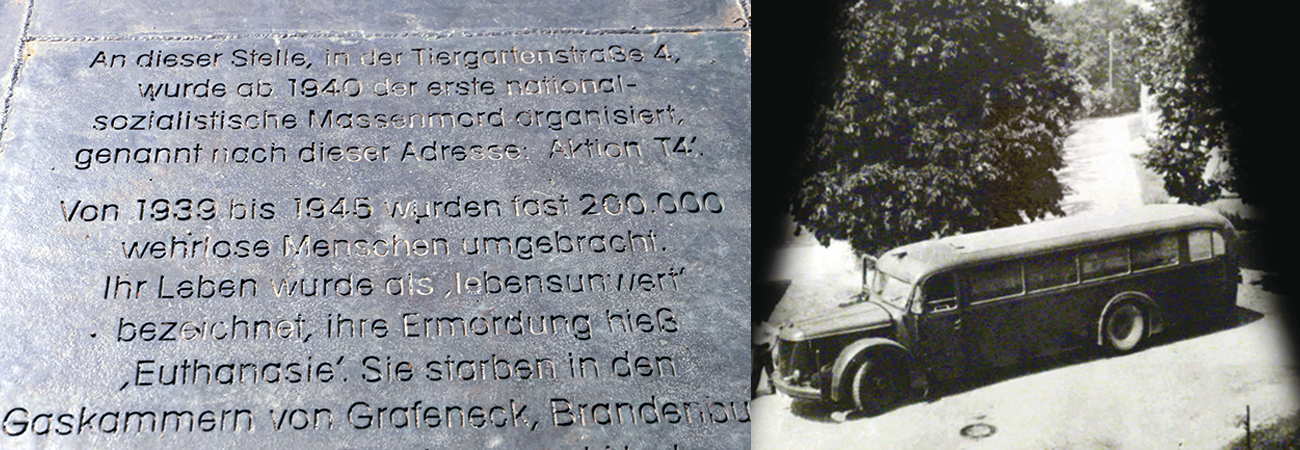 An dieser Stelle, in der Tiergartenstraße 4,
wurde ab 1940 der erste national-
sozialistische Massenmord organisiert,
genannt nach dieser Adresse: ‚Aktion T4‘.
Von 1939 bis 1945 wurden fast 200.000
wehrlose Menschen umgebracht.
Ihr Leben wurde als ‚lebensunwert‘
bezeichnet, ihre Ermordung hieß
‚Euthanasie‘. Sie starben in den
Gaskammern von Grafeneck, Brandenbu